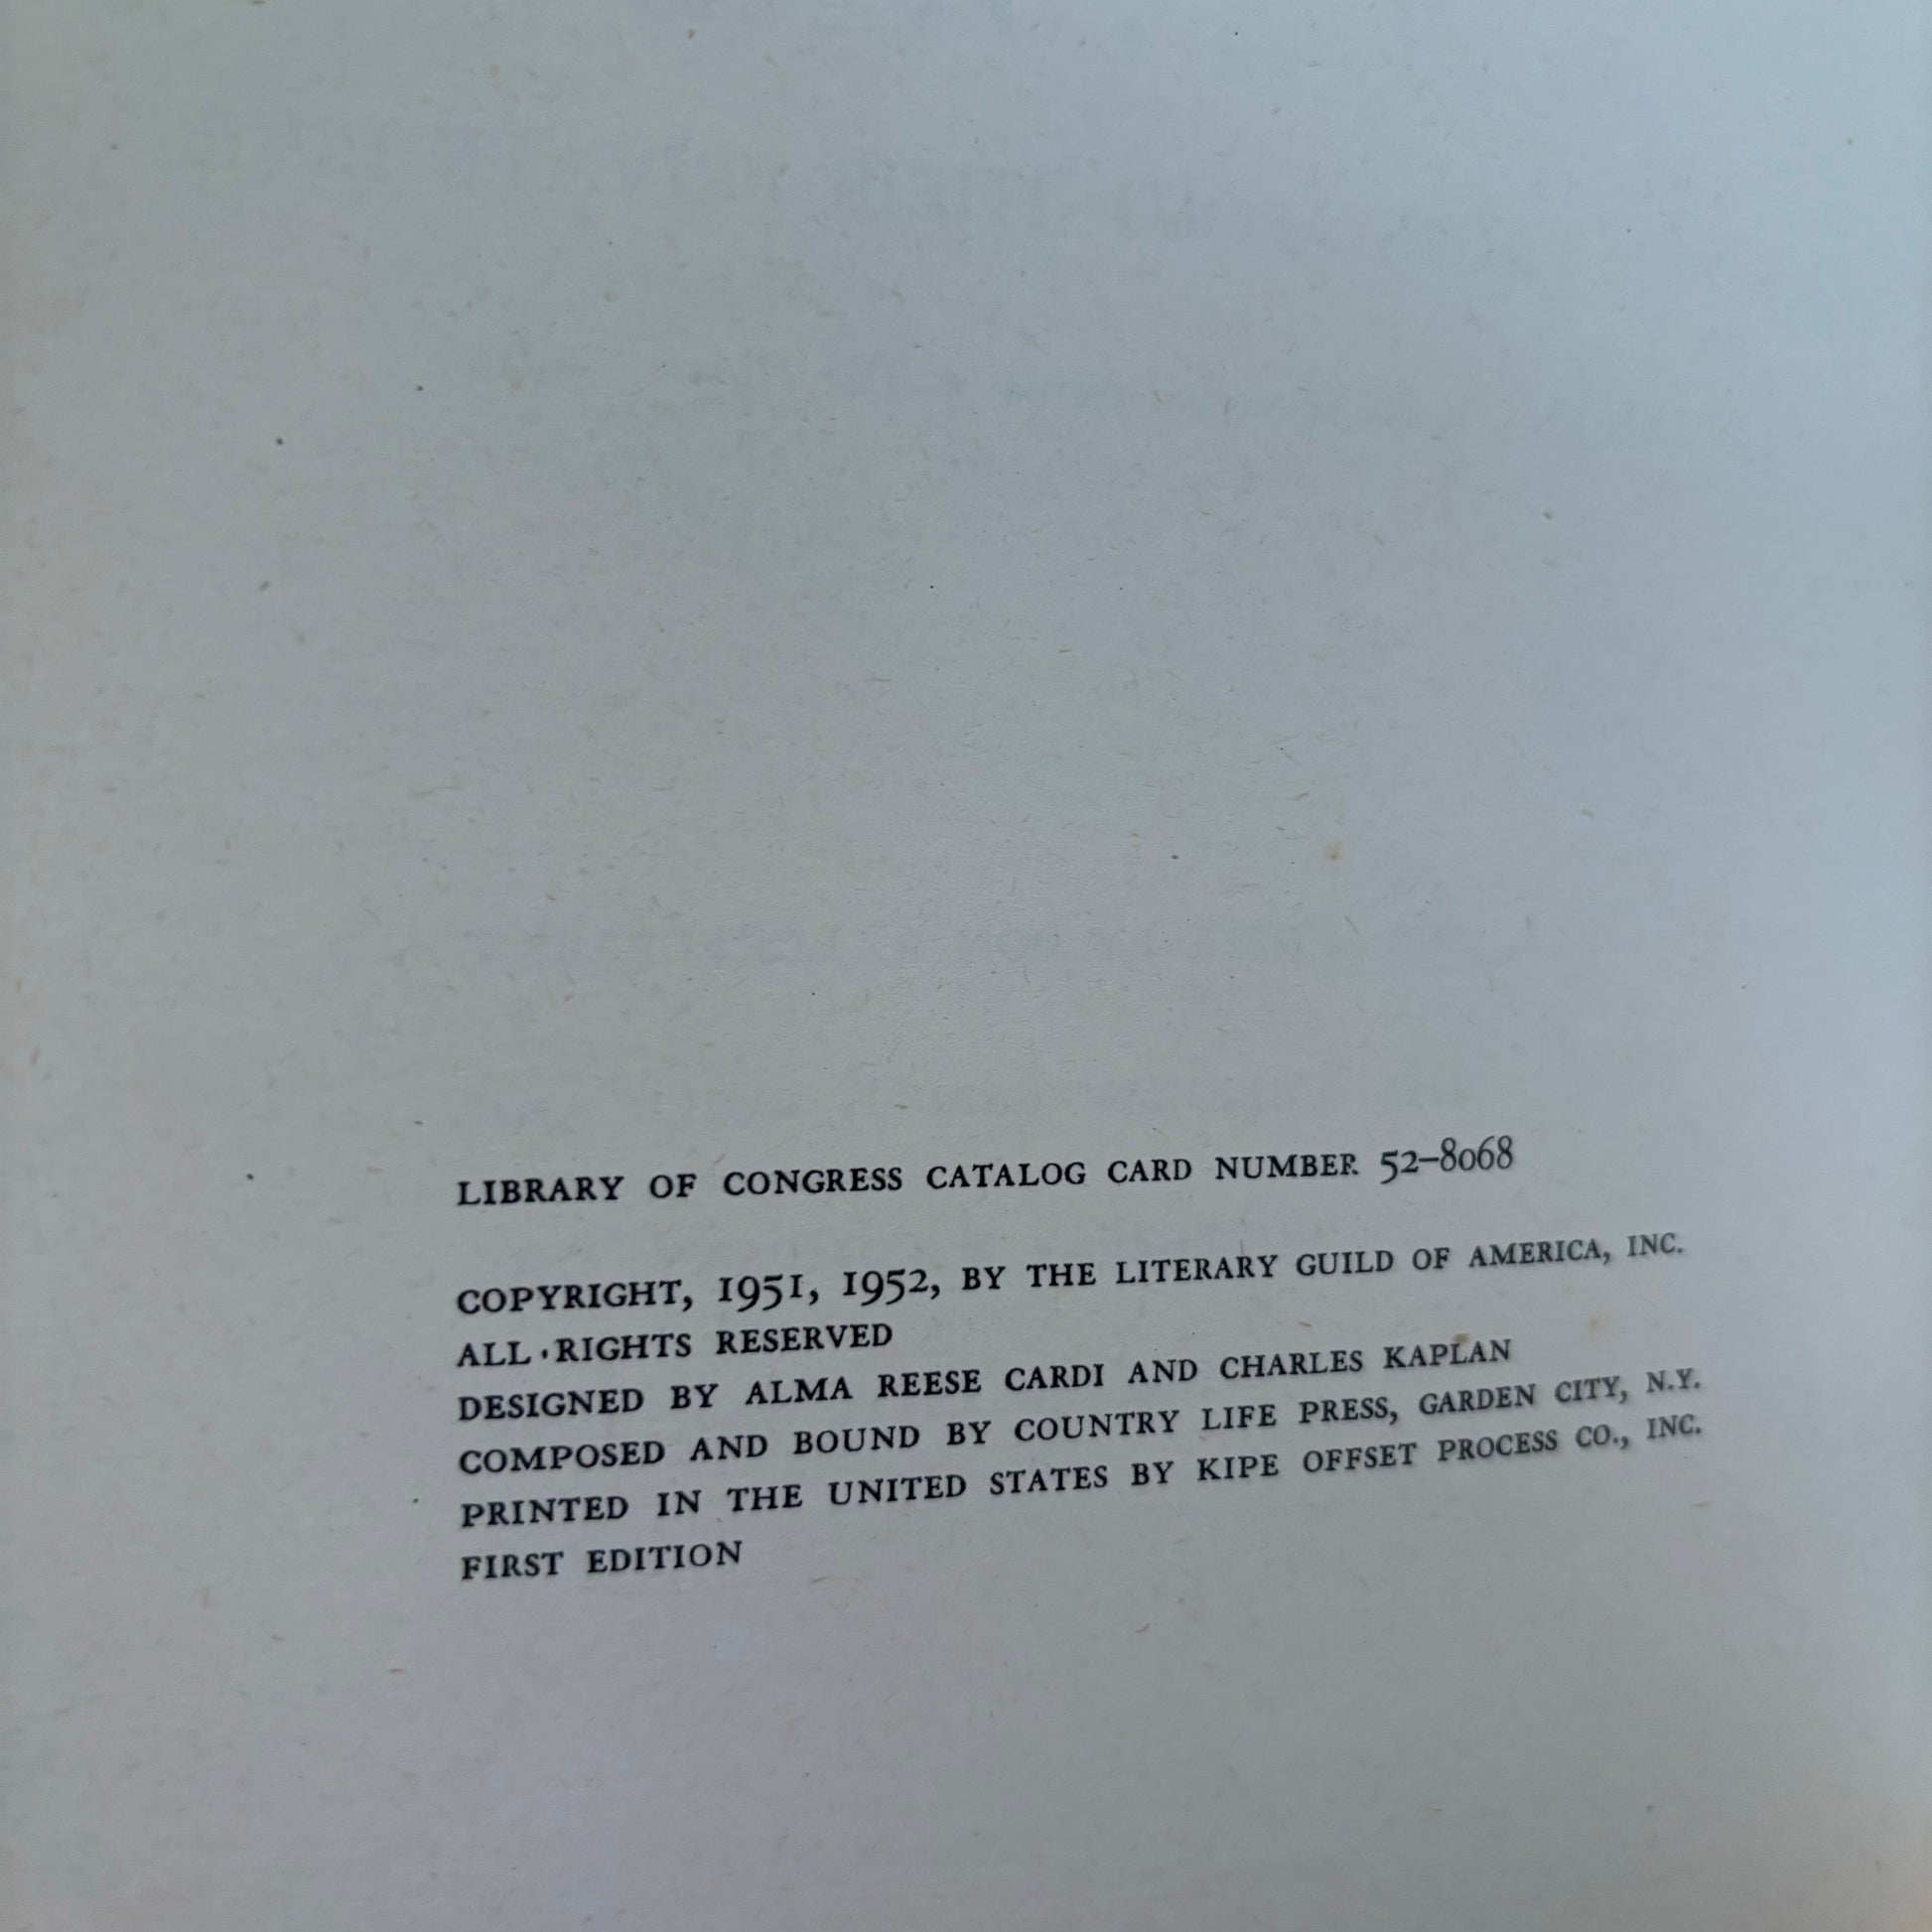 LIBRARY OF CONGRESS CATALOG CARD NUMBER 52–8068
COPYRIGHT, 1951, 1952, BY THE LITERARY GUILD OF AMERICA, INC.
ALL RIGHTS RESERVED
DESIGNED BY ALMA REESE CARDI AND CHARLES KAPLAN
COMPOSED AND BOUND BY COUNTRY LIFE PRESS, GARDEN CITY, N.Y.
PRINTED IN THE UNITED STATES BY KIPE OFFSET PROCESS CO., INC.
FIRST EDITION